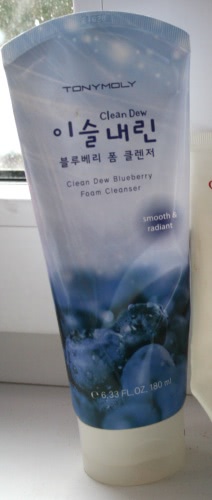 TONYMOLY
Clean Dew
이슬내린
블루베리 폼 클렌저
Clean Dew Blueberry
Foam Cleanser
smooth &
radiant
℮ 6.33 FL.OZ, 180 ml